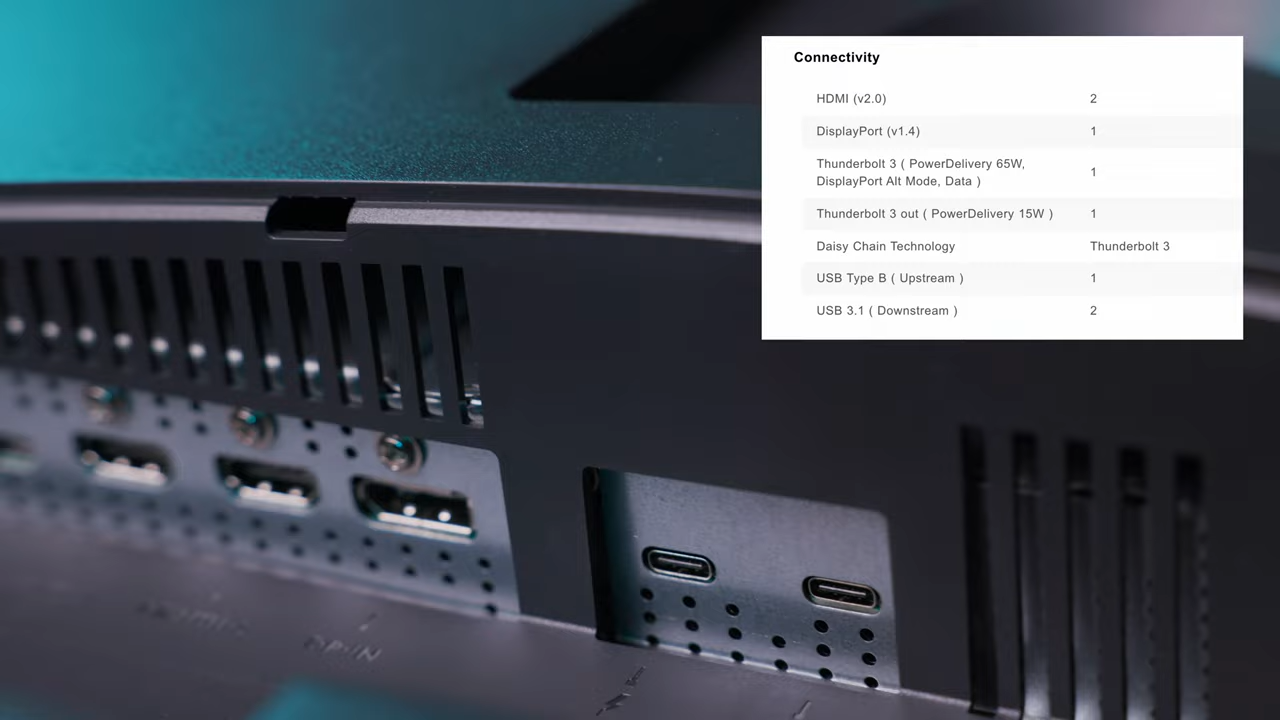 Connectivity
HDMI (v2.0) 2
DisplayPort (v1.4) 1
Thunderbolt 3 ( PowerDelivery 65W,
DisplayPort Alt Mode, Data ) 1
Thunderbolt 3 out ( PowerDelivery 15W ) 1
Daisy Chain Technology Thunderbolt 3
USB Type B ( Upstream ) 1
USB 3.1 ( Downstream ) 2
DP IN